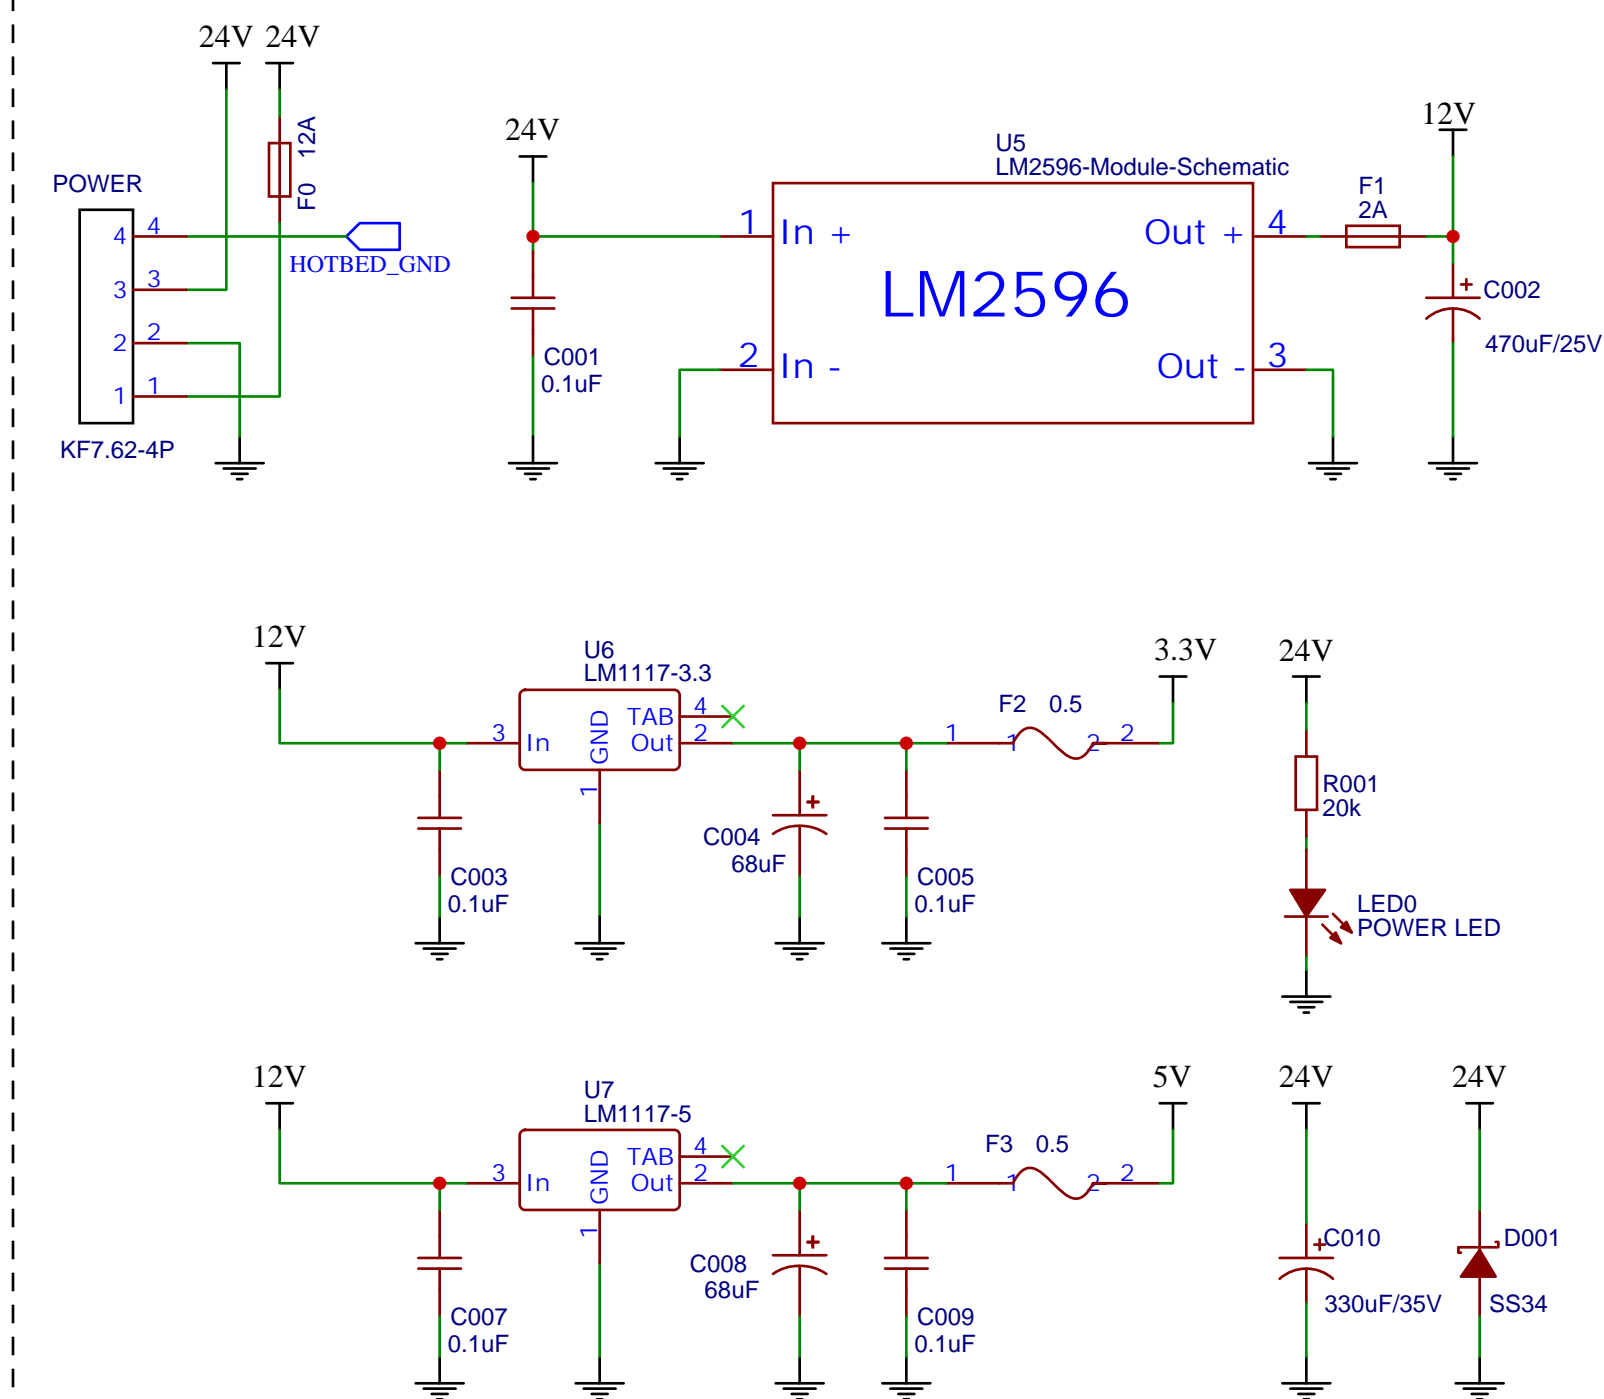 24V 24V
F0 12A
POWER
4 4
HOTBED_GND
3 3
2 2
1 1
KF7.62-4P
24V
C001
0.1uF
U5
LM2596-Module-Schematic
1 In + Out + 4
LM2596
2 In - Out - 3
F1
2A
12V
+ C002
470uF/25V
12V
U6
LM1117-3.3
3 In GND TAB 4
Out 2
1
C003
0.1uF
+
C004
68uF
C005
0.1uF
F2 0.5
1 1 2 2
3.3V
24V
R001
20k
LED0
POWER LED
12V
U7
LM1117-5
3 In GND TAB 4
Out 2
1
C007
0.1uF
+
C008
68uF
C009
0.1uF
F3 0.5
1 1 2 2
5V
24V
+C010
330uF/35V
24V
D001
SS34